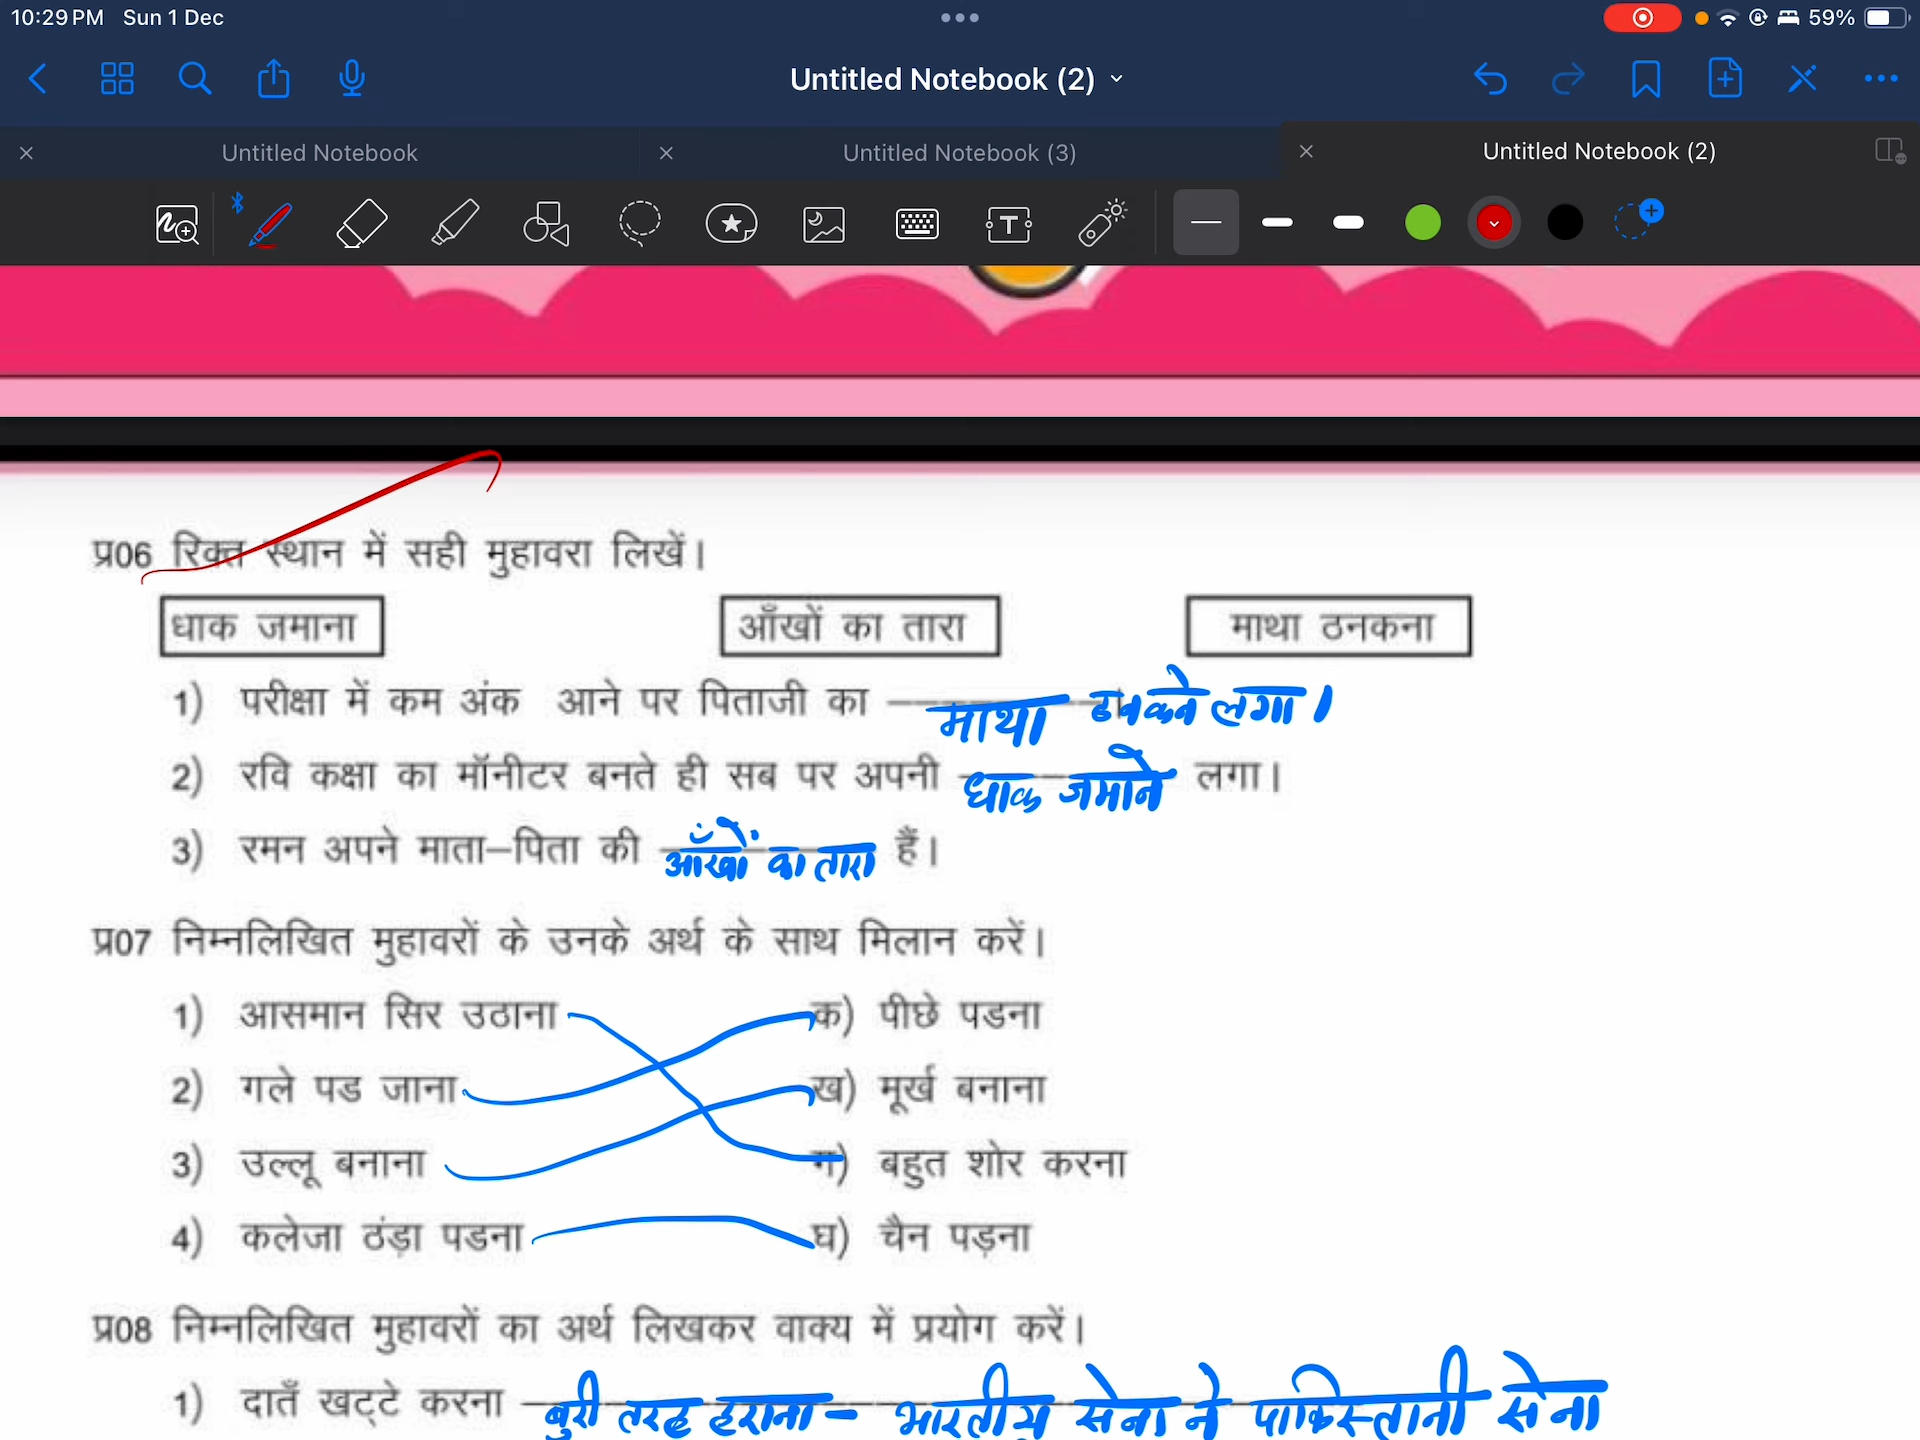 10:29 PM Sun 1 Dec
59%
Untitled Notebook (2)
Untitled Notebook
Untitled Notebook (3)
Untitled Notebook (2)
प्र06 रिक्त स्थान में सही मुहावरा लिखें।
धाक जमाना
आँखों का तारा
माथा ठनकना
1) परीक्षा में कम अंक आने पर पिताजी का माथा ठनकने लगा।
2) रवि कक्षा का मॉनीटर बनते ही सब पर अपनी धाक जमाने लगा।
3) रमन अपने माता–पिता की आँखों का तारा हैं।
प्र07 निम्नलिखित मुहावरों के उनके अर्थ के साथ मिलान करें।
1) आसमान सिर उठाना क) पीछे पडना
2) गले पड जाना ख) मूर्ख बनाना
3) उल्लू बनाना ग) बहुत शोर करना
4) कलेजा ठंड़ा पडना घ) चैन पड़ना
प्र08 निम्नलिखित मुहावरों का अर्थ लिखकर वाक्य में प्रयोग करें।
1) दातँ खट्टे करना बुरी तरह हराना – भारतीय सेना ने पाकिस्तानी सेना